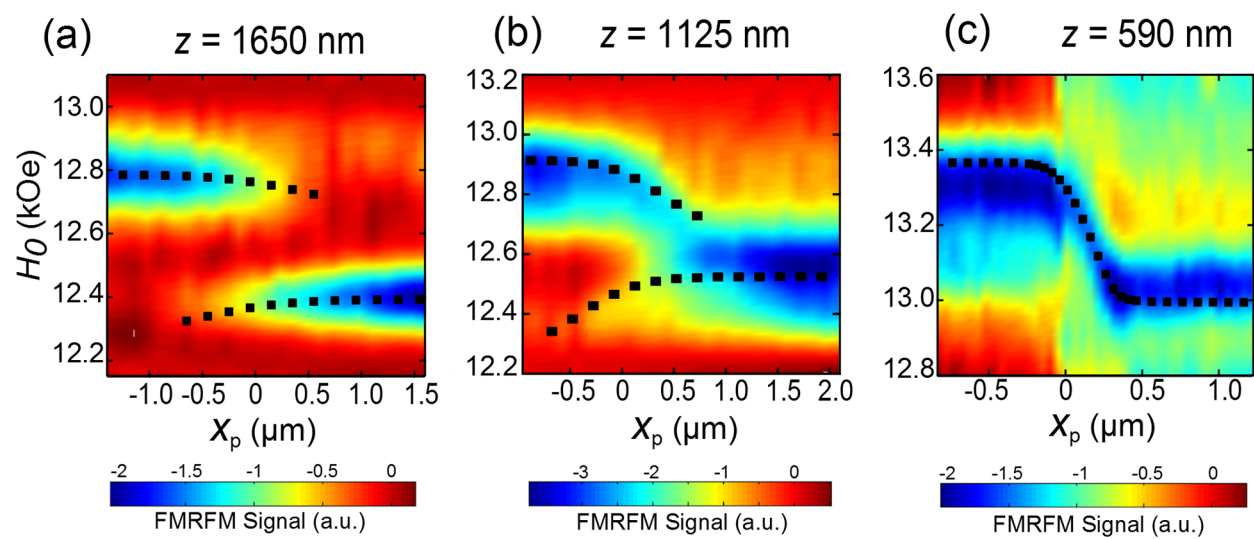 (a) z = 1650 nm
13.0
12.8
12.6
12.4
12.2
H0 (kOe)
-1.0 -0.5 0 0.5 1.0 1.5
xp (μm)
-2 -1.5 -1 -0.5 0
FMRFM Signal (a.u.)
(b) z = 1125 nm
13.2
13.0
12.8
12.6
12.4
12.2
-0.5 0 0.5 1.0 1.5 2.0
xp (μm)
-3 -2 -1 0
FMRFM Signal (a.u.)
(c) z = 590 nm
13.6
13.4
13.2
13.0
12.8
-0.5 0 0.5 1.0
xp (μm)
-2 -1.5 -1 -0.5 0
FMRFM Signal (a.u.)